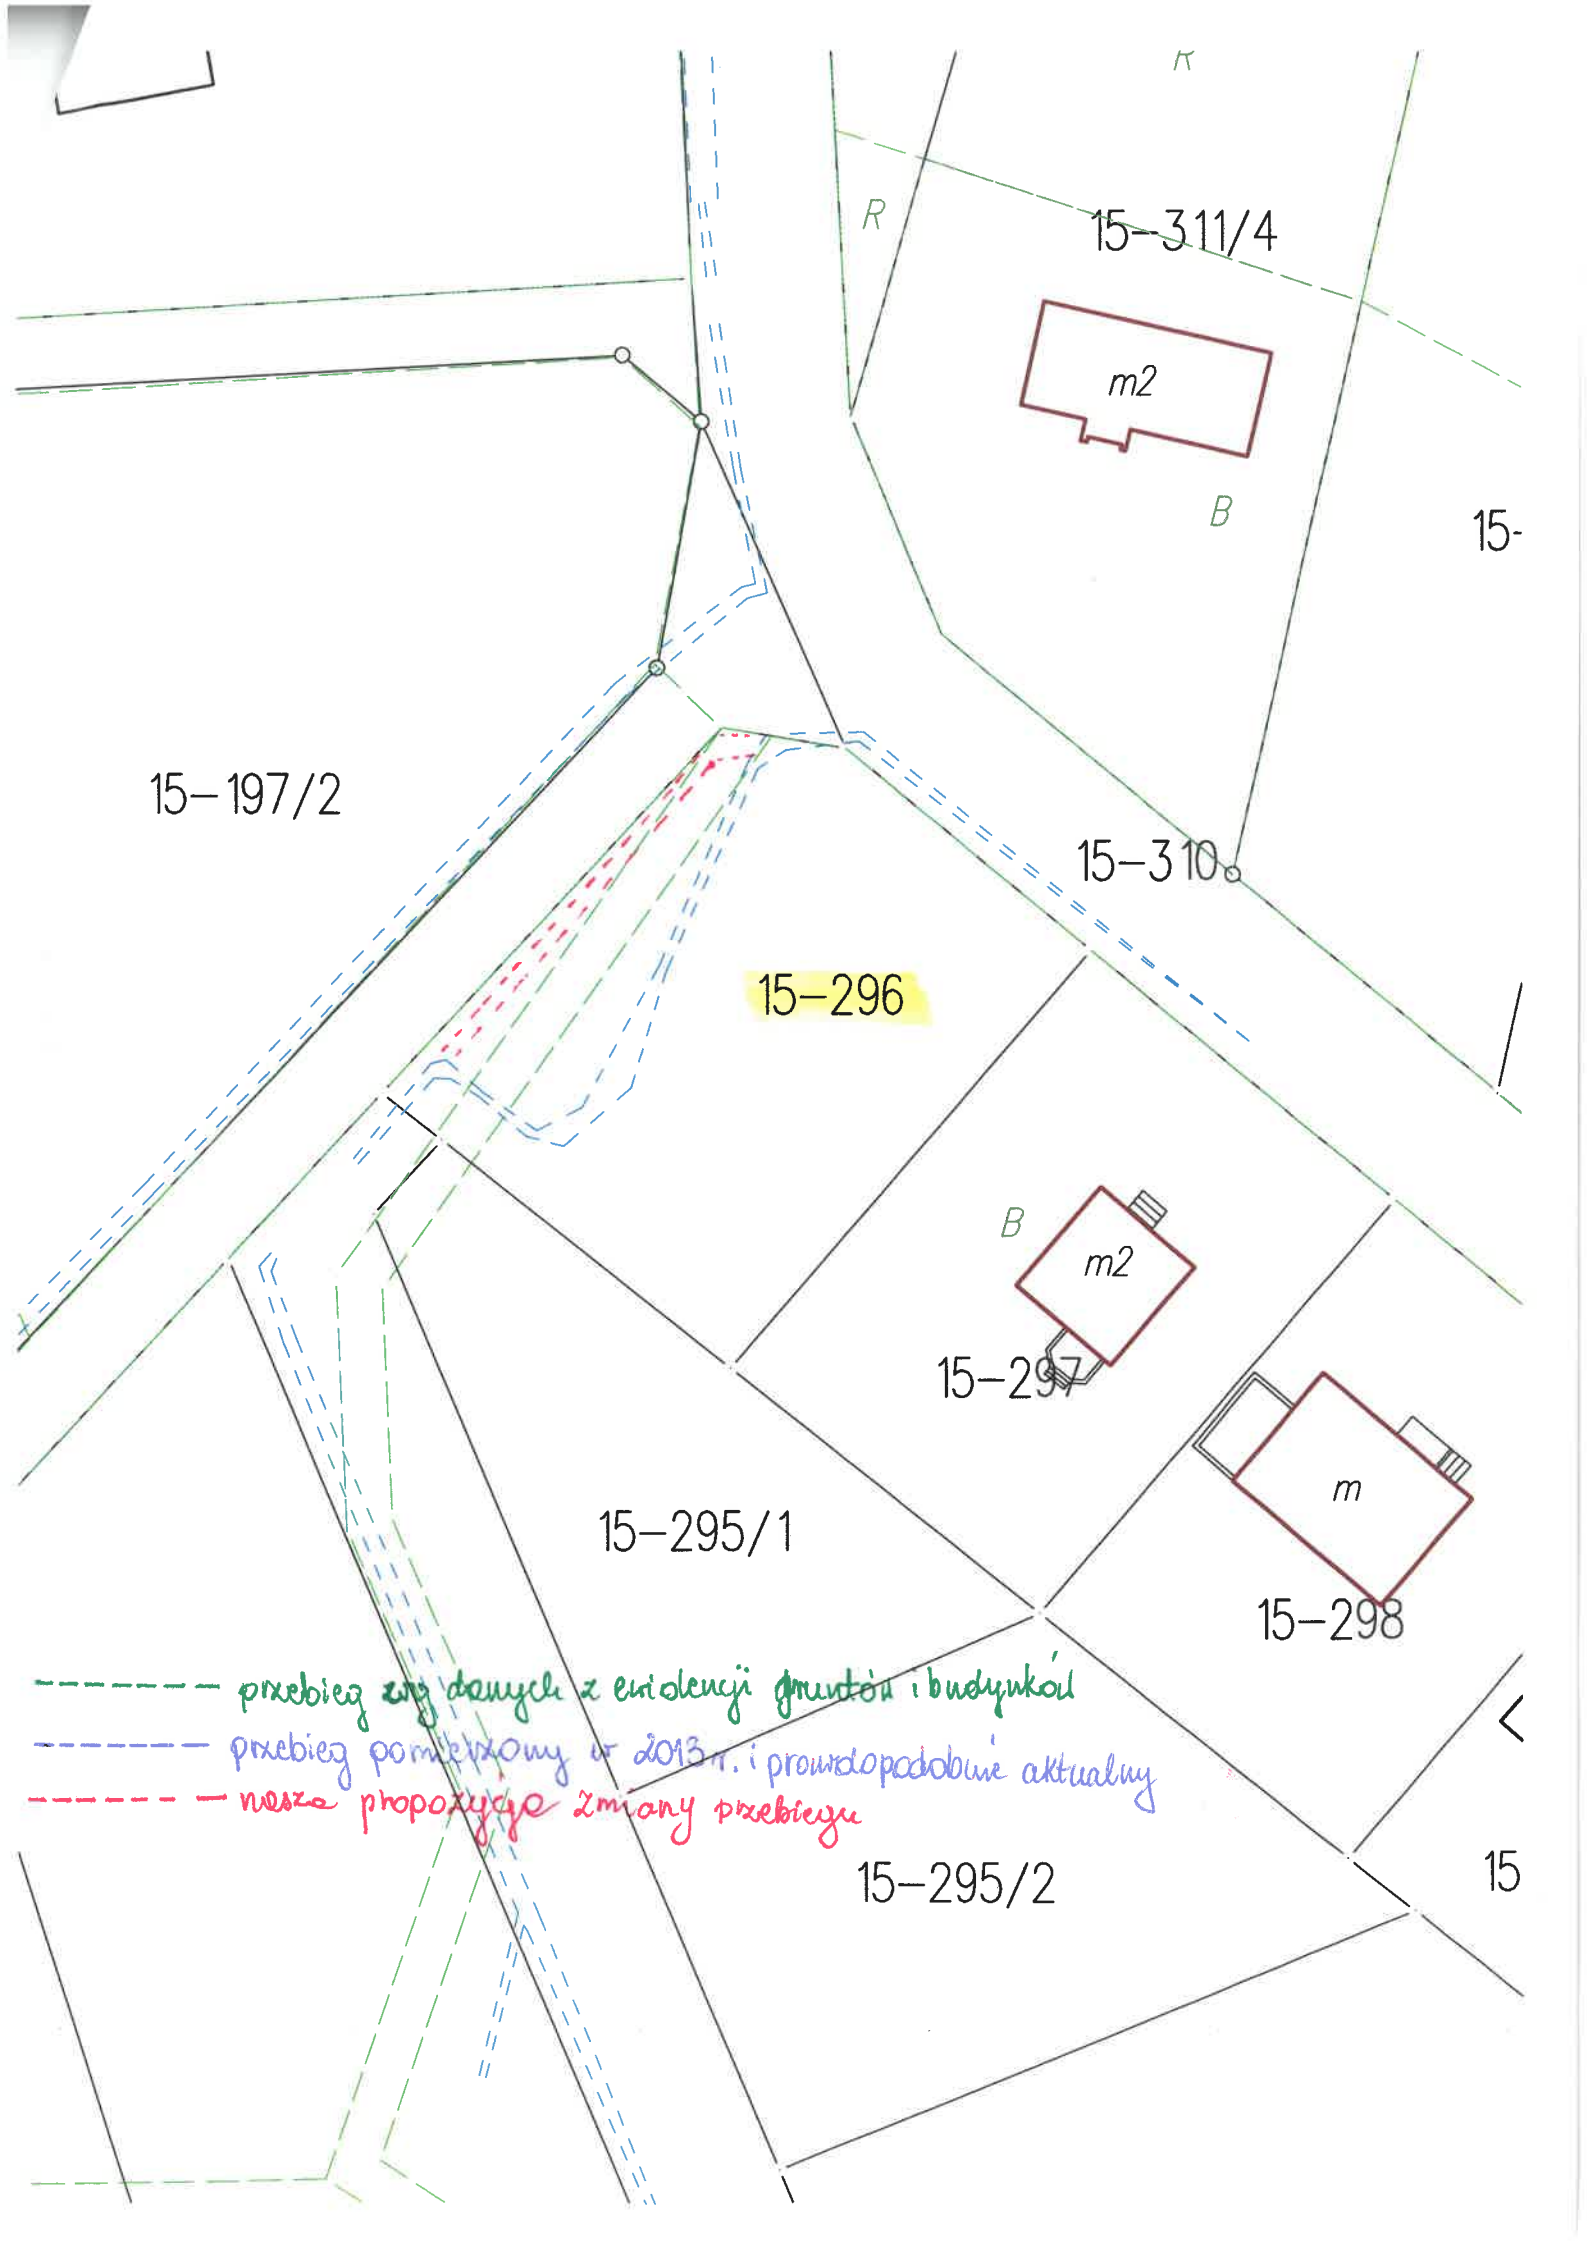 R
R
15-311/4
m2
B
15-
15-197/2
15-310
15-296
B
m2
15-297
m
15-295/1
15-298
przebieg wg danych z ewidencji gruntów i budynków
przebieg pomierzony w 2013 r. i prawdopodobnie aktualny
nasza propozycja zmiany przebiegu
15-295/2
15